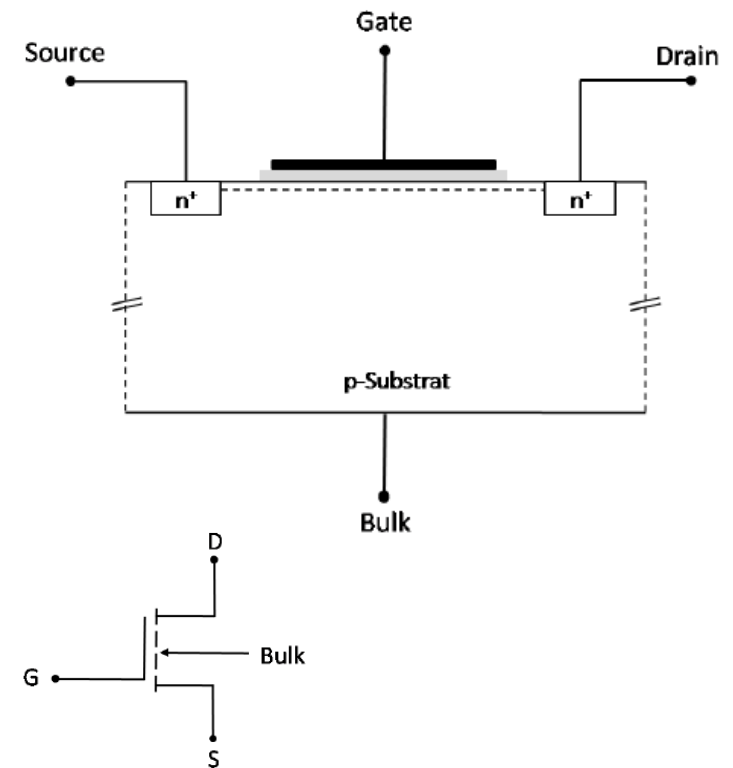 Gate
Source
Drain
n⁺
n⁺
p-Substrat
Bulk
D
Bulk
G
S